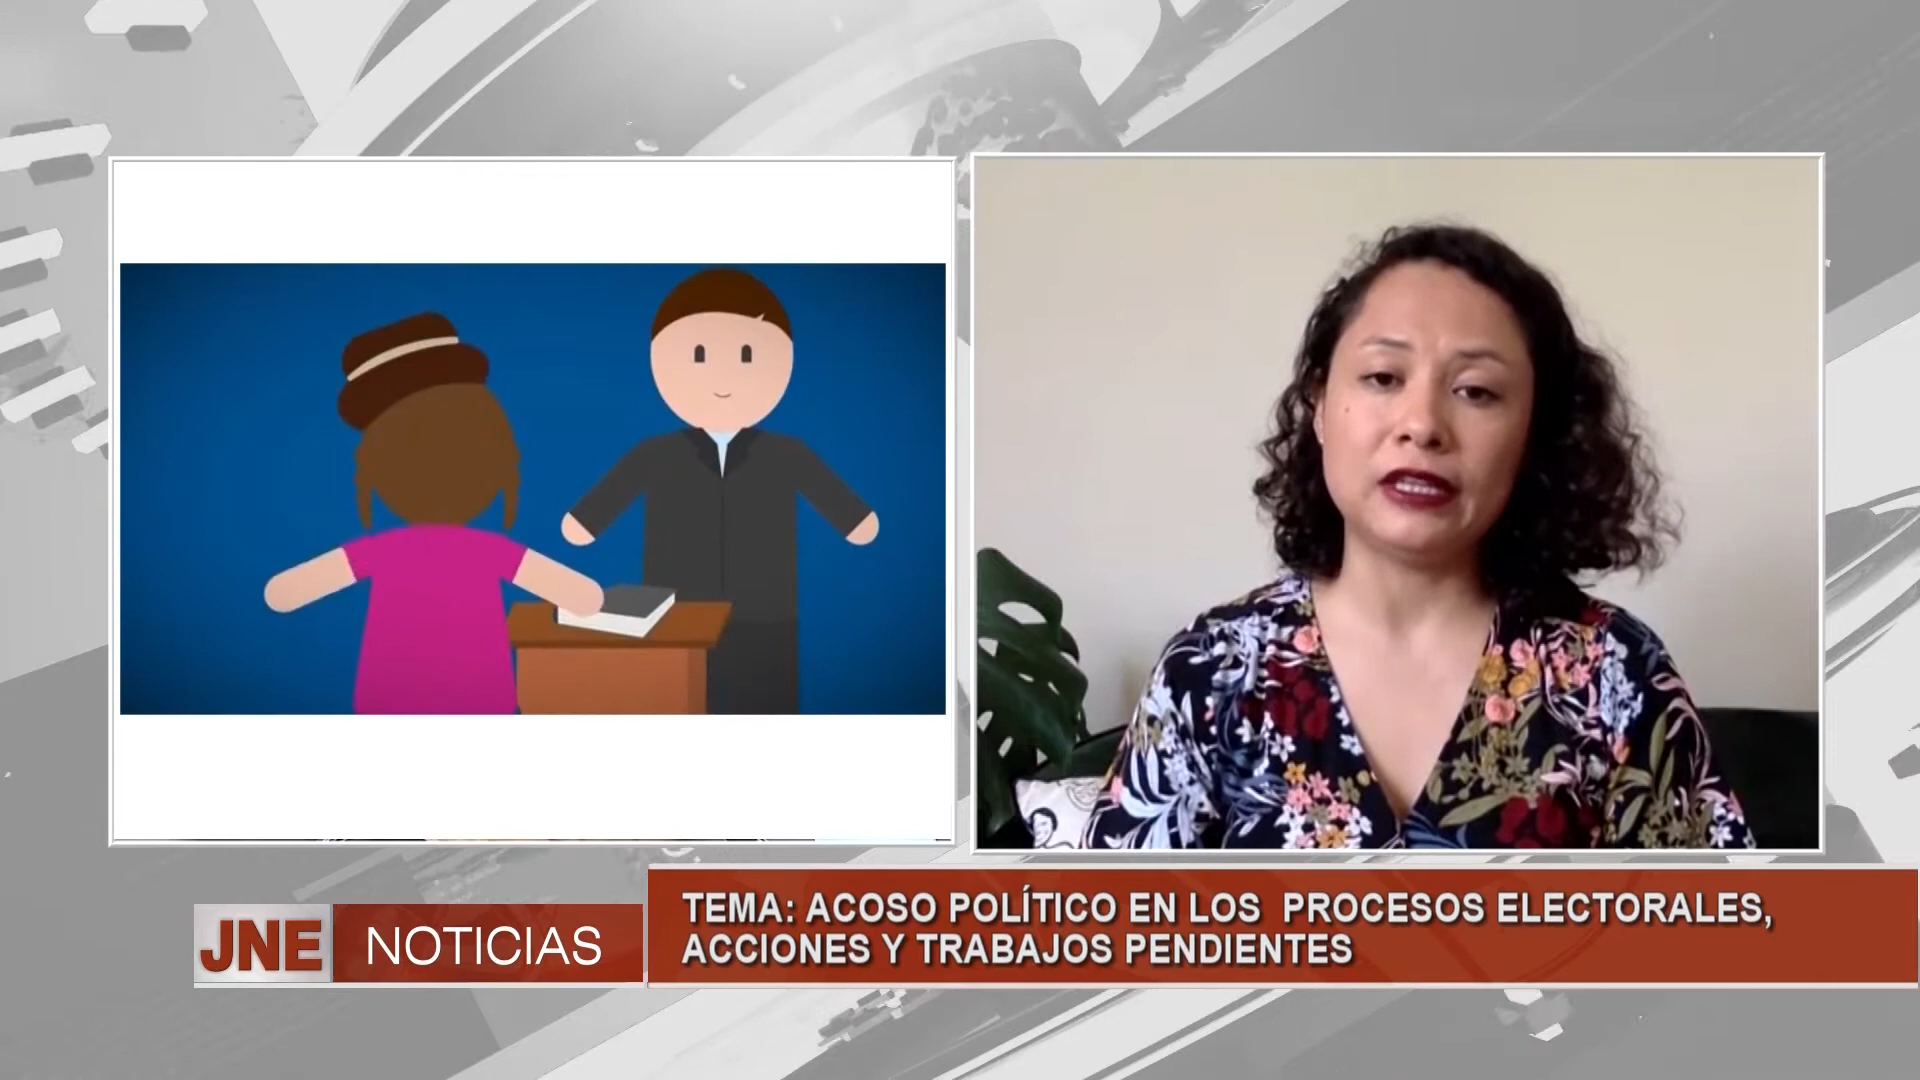 TEMA: ACOSO POLÍTICO EN LOS PROCESOS ELECTORALES,
ACCIONES Y TRABAJOS PENDIENTES
JNE NOTICIAS